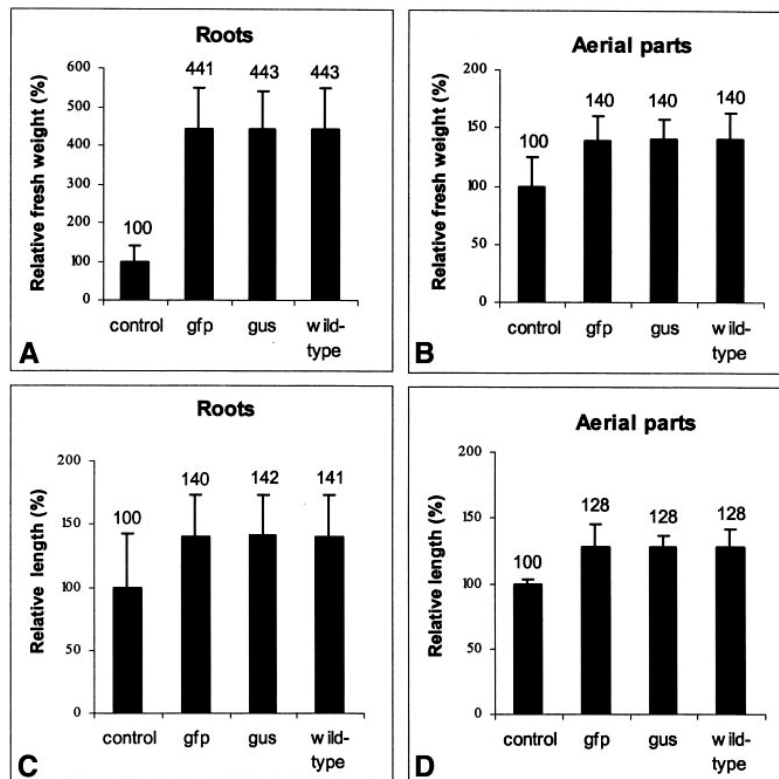 Roots
Relative fresh weight (%)
600
500
400
300
200
100
0
100
441
443
443
control
gfp
gus
wild-
type
A
Aerial parts
Relative fresh weight (%)
200
150
100
50
0
100
140
140
140
control
gfp
gus
wild-
type
B
Roots
Relative length (%)
200
150
100
50
0
100
140
142
141
control
gfp
gus
wild-
type
C
Aerial parts
Relative length (%)
200
150
100
50
0
100
128
128
128
control
gfp
gus
wild-
type
D